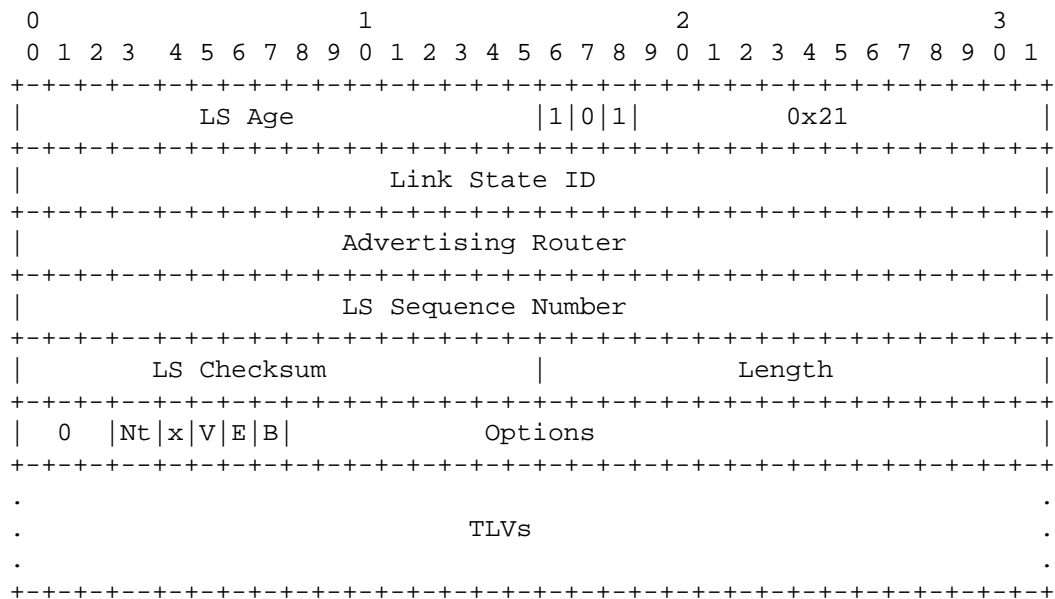 0                   1                   2                   3
0 1 2 3  4 5 6 7 8 9 0 1 2 3 4 5 6 7 8 9 0 1 2 3 4 5 6 7 8 9 0 1
+-+-+-+--+-+-+-+-+-+-+-+-+-+-+-+-+-+-+-+-+-+-+-+-+-+-+-+-+-+-+-+
|           LS Age               |1|0|1|         0x21            |
+-+-+-+--+-+-+-+-+-+-+-+-+-+-+-+-+-+-+-+-+-+-+-+-+-+-+-+-+-+-+-+
|                       Link State ID                            |
+-+-+-+--+-+-+-+-+-+-+-+-+-+-+-+-+-+-+-+-+-+-+-+-+-+-+-+-+-+-+-+
|                    Advertising Router                          |
+-+-+-+--+-+-+-+-+-+-+-+-+-+-+-+-+-+-+-+-+-+-+-+-+-+-+-+-+-+-+-+
|                    LS Sequence Number                          |
+-+-+-+--+-+-+-+-+-+-+-+-+-+-+-+-+-+-+-+-+-+-+-+-+-+-+-+-+-+-+-+
|        LS Checksum             |            Length             |
+-+-+-+--+-+-+-+-+-+-+-+-+-+-+-+-+-+-+-+-+-+-+-+-+-+-+-+-+-+-+-+
|  0  |Nt|x|V|E|B|            Options                            |
+-+-+-+--+-+-+-+-+-+-+-+-+-+-+-+-+-+-+-+-+-+-+-+-+-+-+-+-+-+-+-+
.                                                                .
.                            TLVs                                .
.                                                                .
+-+-+-+--+-+-+-+-+-+-+-+-+-+-+-+-+-+-+-+-+-+-+-+-+-+-+-+-+-+-+-+